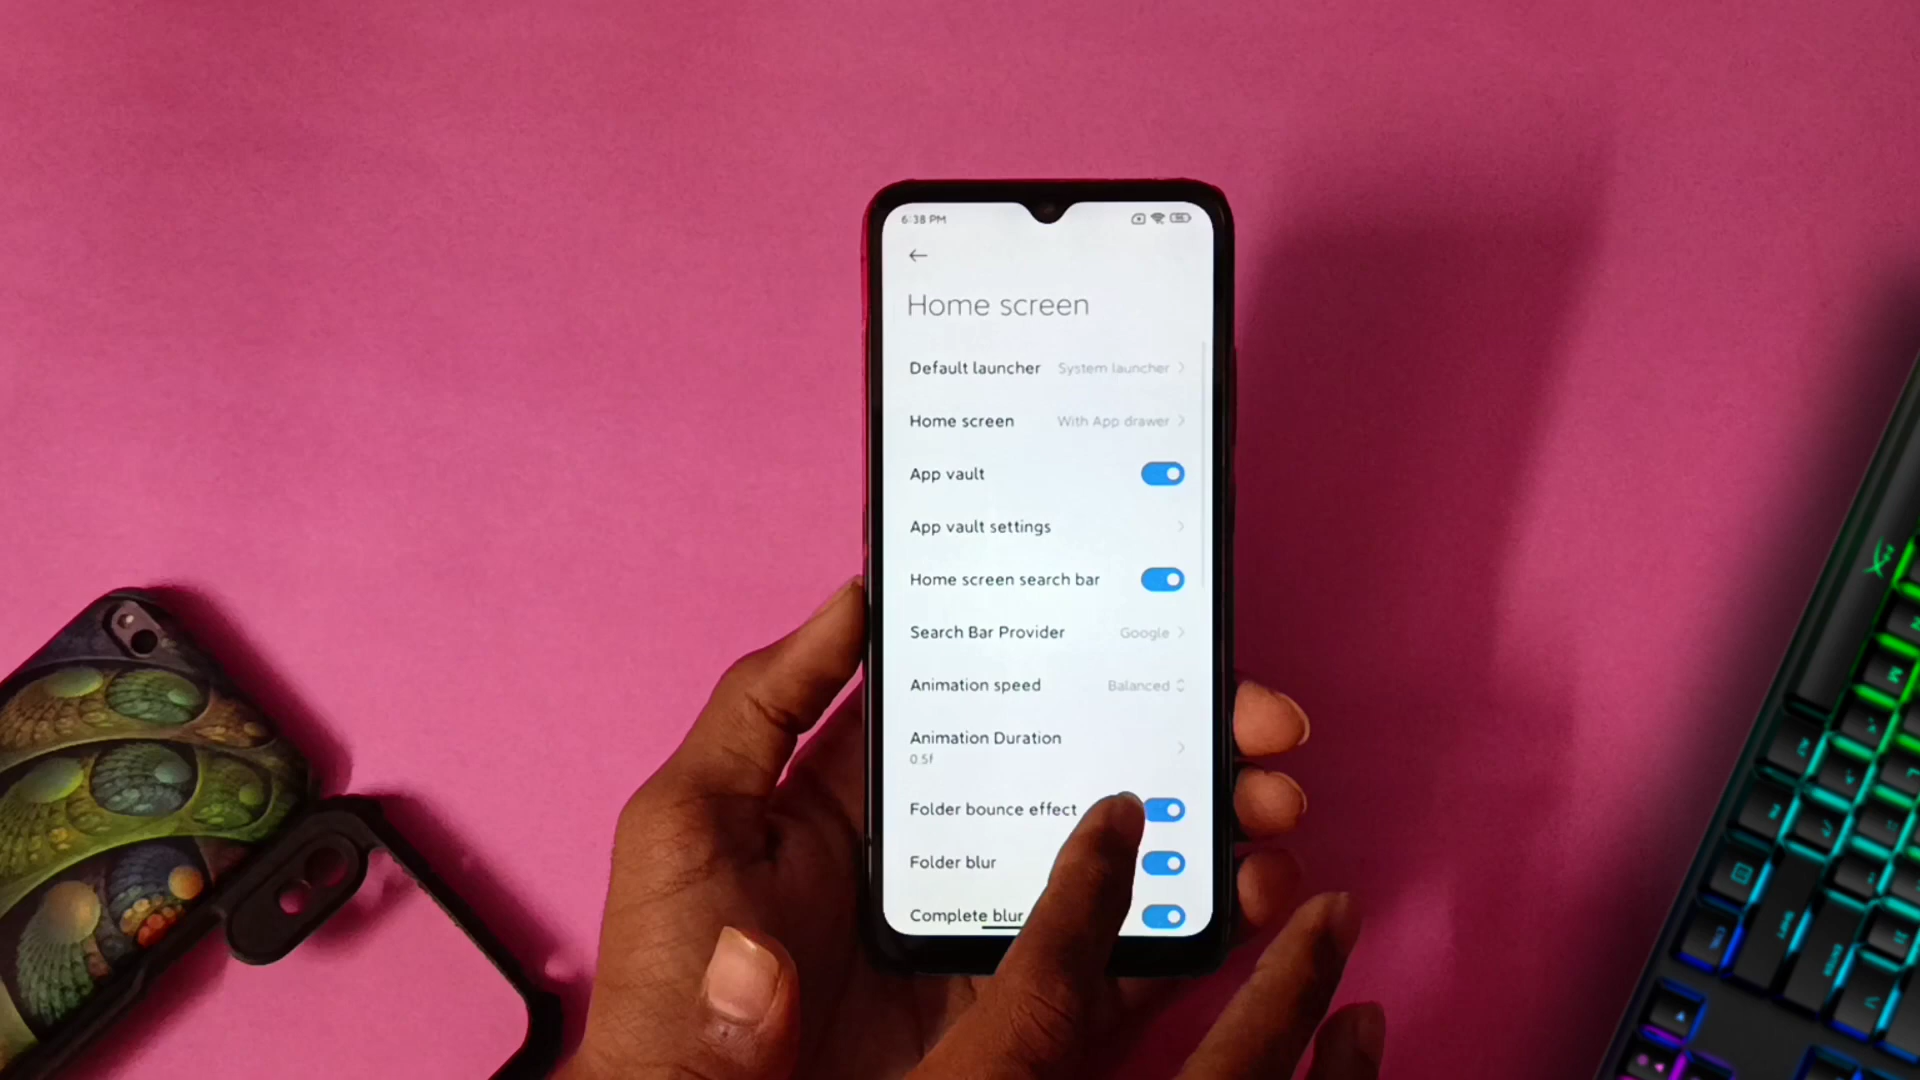 6:38 PM
Home screen
Default launcher System launcher
Home screen With App drawer
App vault
App vault settings
Home screen search bar
Search Bar Provider Google
Animation speed Balanced
Animation Duration
0.5f
Folder bounce effect
Folder blur
Complete blur